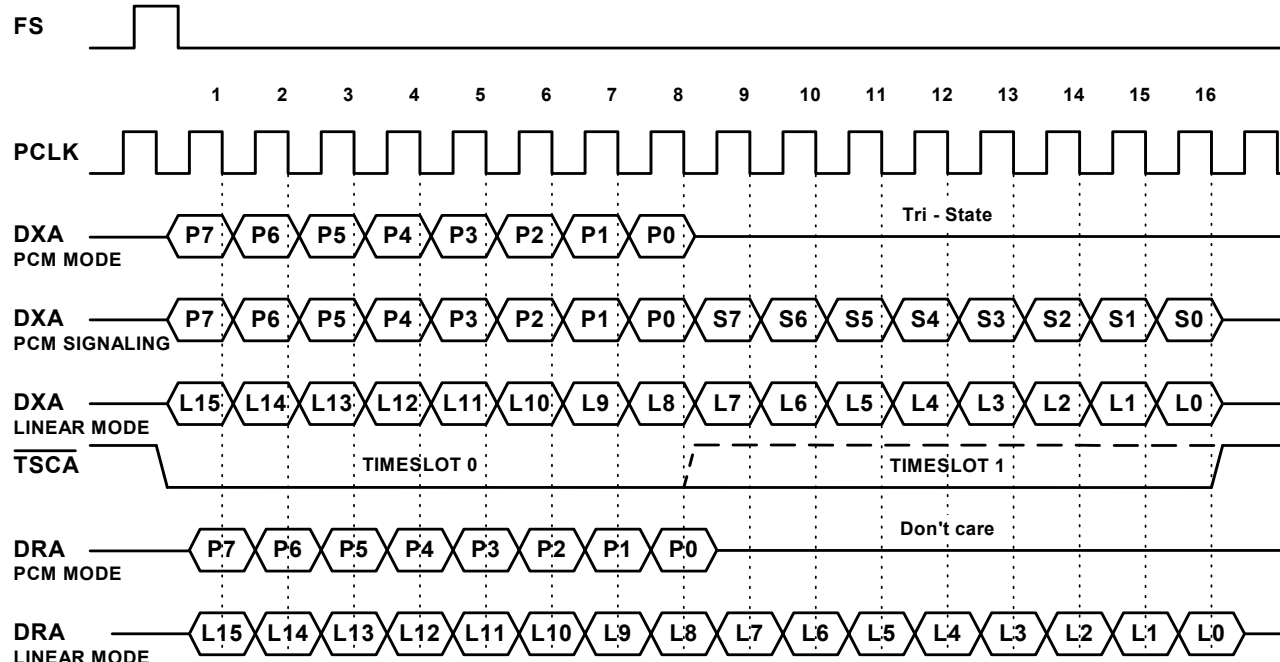 FS
1 2 3 4 5 6 7 8 9 10 11 12 13 14 15 16
PCLK
DXA P7 P6 P5 P4 P3 P2 P1 P0 Tri - State
PCM MODE
DXA P7 P6 P5 P4 P3 P2 P1 P0 S7 S6 S5 S4 S3 S2 S1 S0
PCM SIGNALING
DXA L15 L14 L13 L12 L11 L10 L9 L8 L7 L6 L5 L4 L3 L2 L1 L0
LINEAR MODE
TSCA TIMESLOT 0 TIMESLOT 1
DRA P7 P6 P5 P4 P3 P2 P1 P0 Don't care
PCM MODE
DRA L15 L14 L13 L12 L11 L10 L9 L8 L7 L6 L5 L4 L3 L2 L1 L0
LINEAR MODE